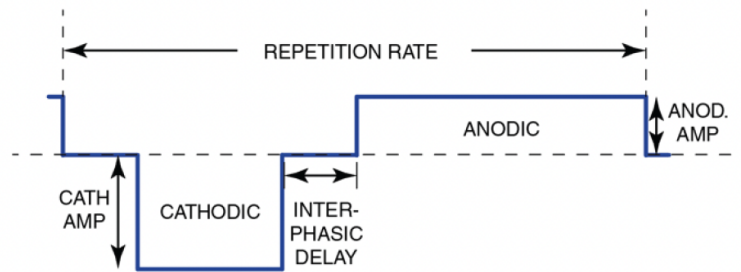 REPETITION RATE
ANODIC
ANOD.
AMP
CATH
AMP
CATHODIC
INTER-
PHASIC
DELAY